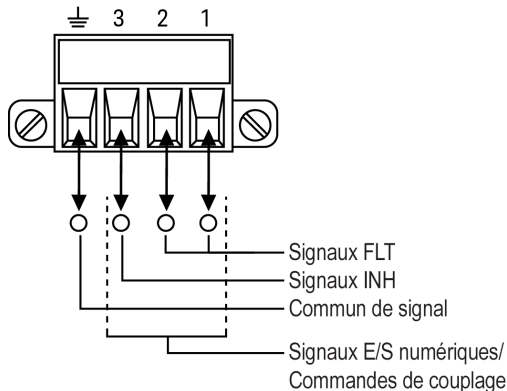 ⏚ 3 2 1
Signaux FLT
Signaux INH
Commun de signal
Signaux E/S numériques/
Commandes de couplage